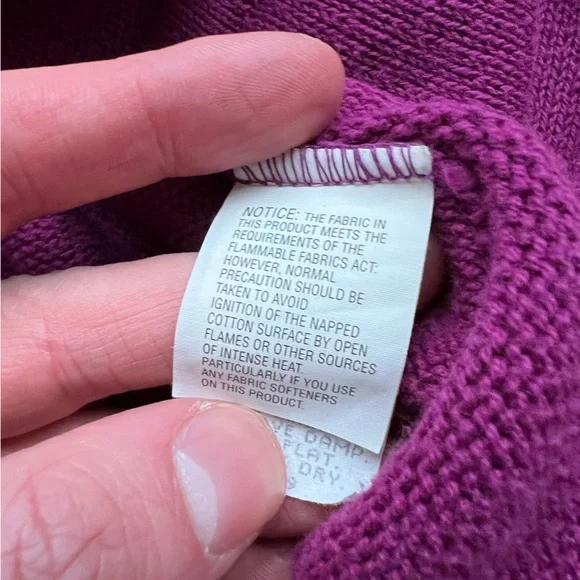 NOTICE: THE FABRIC IN
THIS PRODUCT MEETS THE
REQUIREMENTS OF THE
FLAMMABLE FABRICS ACT:
HOWEVER, NORMAL
PRECAUTION SHOULD BE
TAKEN TO AVOID
IGNITION OF THE NAPPED
COTTON SURFACE BY OPEN
FLAMES OR OTHER SOURCES
OF INTENSE HEAT.
PARTICULARLY IF YOU USE
ANY FABRIC SOFTENERS
ON THIS PRODUCT.
DAMP.
FLAT.
DRY.